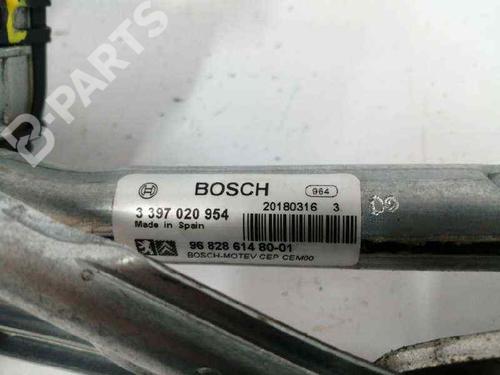 BOSCH
964
3 397 020 954
Made in Spain
20180316 3
96 828 614 80-01
BOSCH-MOTEV CEP CEM00
09
B-PARTS